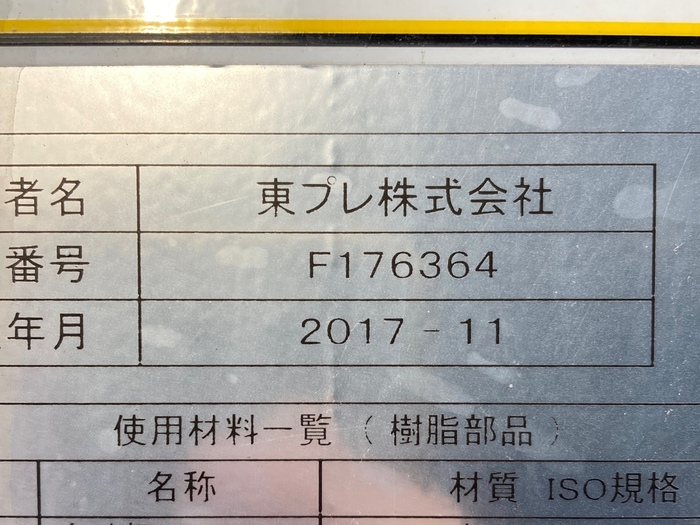 者名 東プレ株式会社
番号 F176364
年月 2017-11
使用材料一覧（樹脂部品）
名称 材質 ISO規格